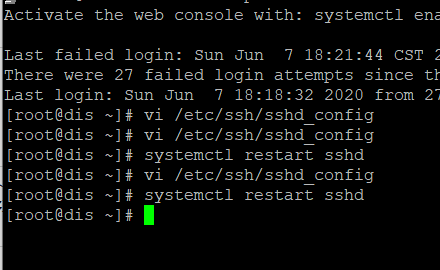 Activate the web console with: systemctl ena
Last failed login: Sun Jun  7 18:21:44 CST 2
There were 27 failed login attempts since th
Last login: Sun Jun  7 18:18:32 2020 from 27
[root@dis ~]# vi /etc/ssh/sshd_config
[root@dis ~]# vi /etc/ssh/sshd_config
[root@dis ~]# systemctl restart sshd
[root@dis ~]# vi /etc/ssh/sshd_config
[root@dis ~]# systemctl restart sshd
[root@dis ~]#